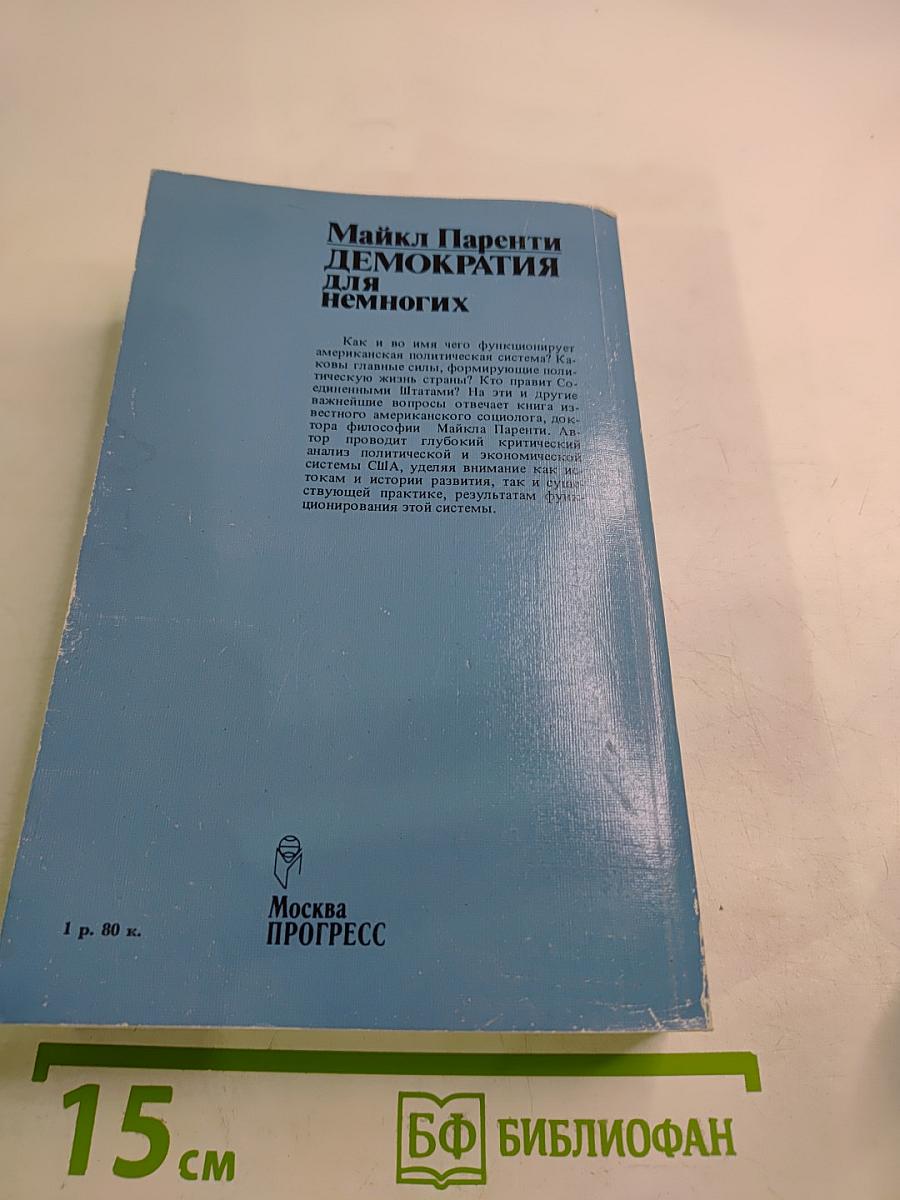 Майкл Паренти
ДЕМОКРАТИЯ
для
немногих
Как и во имя чего функционирует
американская политическая система? Ка-
ковы главные силы, формирующие поли-
тическую жизнь страны? Кто правит Со-
единенными Штатами? На эти и другие
важнейшие вопросы отвечает книга из-
вестного американского социолога, док-
тора философии Майкла Паренти. Ав-
тор проводит глубокий критический
анализ политической и экономической
системы США, уделяя внимание как ис-
токам и истории развития, так и суще-
ствующей практике, результатам функ-
ционирования этой системы.
1 р. 80 к.
Москва
ПРОГРЕСС
15 см
БФ БИБЛИОФАН